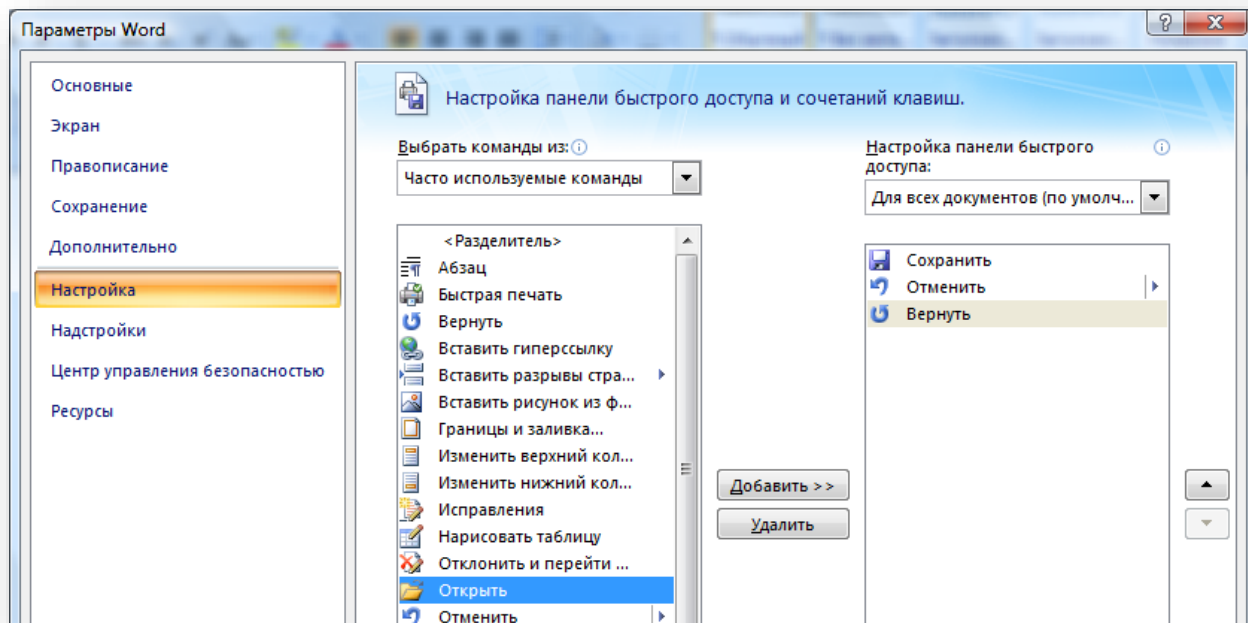 Параметры Word
Основные
Экран
Правописание
Сохранение
Дополнительно
Настройка
Надстройки
Центр управления безопасностью
Ресурсы
Настройка панели быстрого доступа и сочетаний клавиш.
Выбрать команды из:
Часто используемые команды
<Разделитель>
Абзац
Быстрая печать
Вернуть
Вставить гиперссылку
Вставить разрывы стра...
Вставить рисунок из ф...
Границы и заливка...
Изменить верхний кол...
Изменить нижний кол...
Исправления
Нарисовать таблицу
Отклонить и перейти ...
Открыть
Отменить
Добавить >>
Удалить
Настройка панели быстрого
доступа:
Для всех документов (по умолч...
Сохранить
Отменить
Вернуть